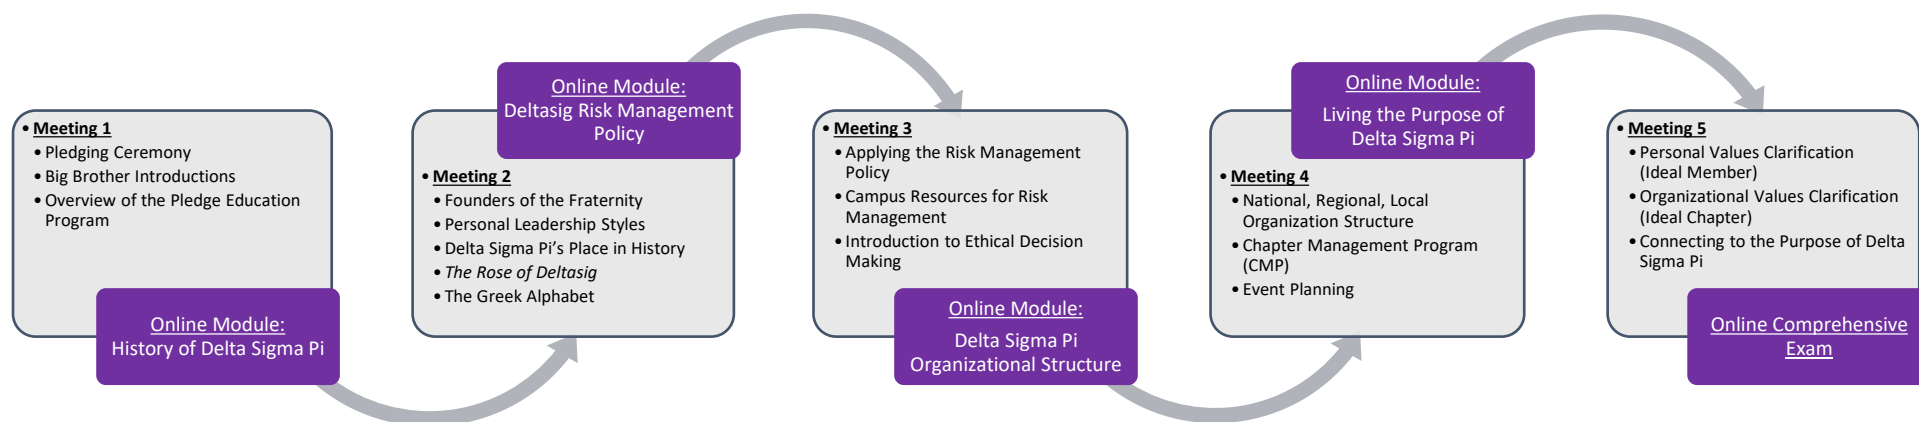 • Meeting 1
• Pledging Ceremony
• Big Brother Introductions
• Overview of the Pledge Education
Program
Online Module:
History of Delta Sigma Pi
Online Module:
Deltasig Risk Management
Policy
• Meeting 2
• Founders of the Fraternity
• Personal Leadership Styles
• Delta Sigma Pi’s Place in History
• The Rose of Deltasig
• The Greek Alphabet
• Meeting 3
• Applying the Risk Management
Policy
• Campus Resources for Risk
Management
• Introduction to Ethical Decision
Making
Online Module:
Delta Sigma Pi
Organizational Structure
Online Module:
Living the Purpose of
Delta Sigma Pi
• Meeting 4
• National, Regional, Local
Organization Structure
• Chapter Management Program
(CMP)
• Event Planning
• Meeting 5
• Personal Values Clarification
(Ideal Member)
• Organizational Values Clarification
(Ideal Chapter)
• Connecting to the Purpose of Delta
Sigma Pi
Online Comprehensive
Exam